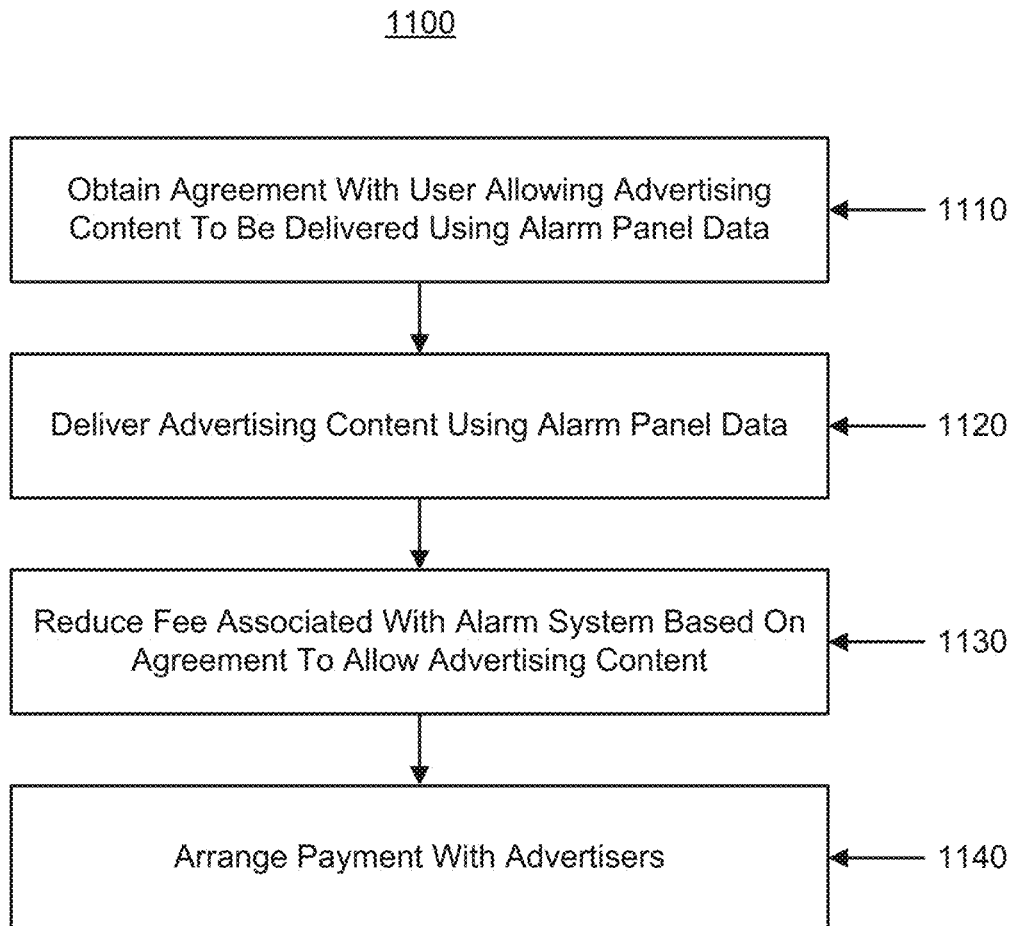 1100
Obtain Agreement With User Allowing Advertising
Content To Be Delivered Using Alarm Panel Data
1110
Deliver Advertising Content Using Alarm Panel Data
1120
Reduce Fee Associated With Alarm System Based On
Agreement To Allow Advertising Content
1130
Arrange Payment With Advertisers
1140